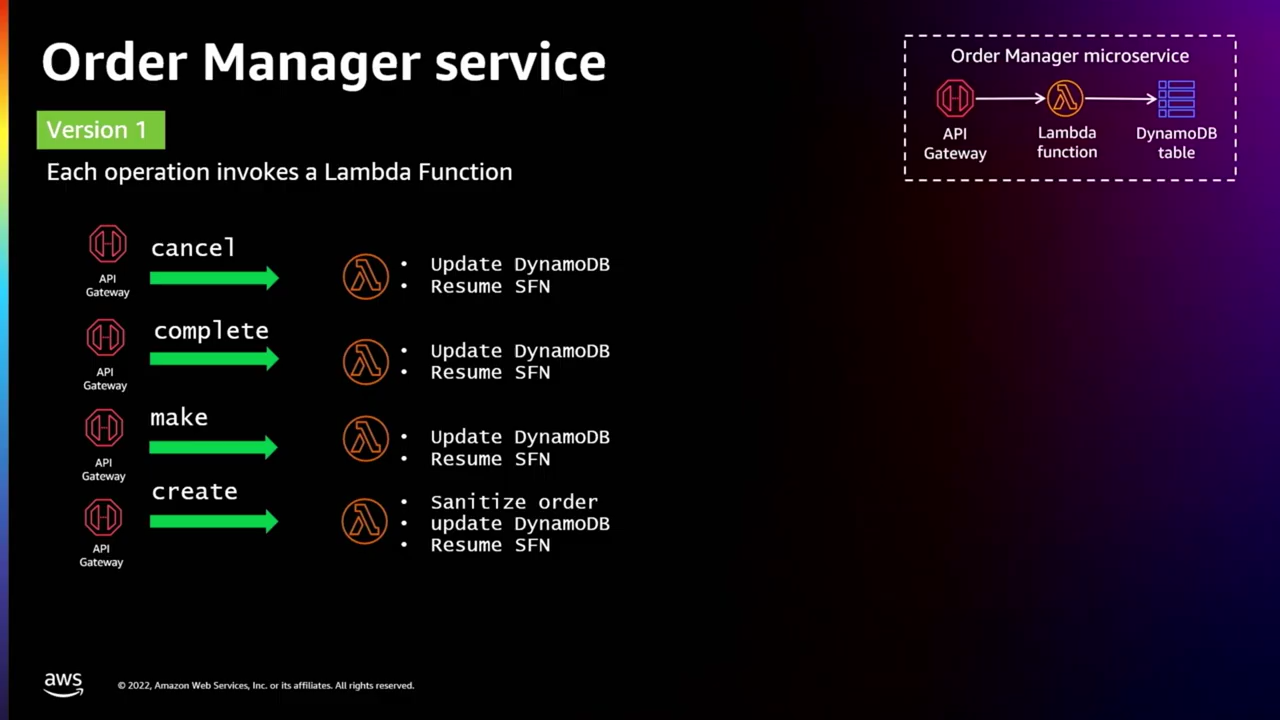 Order Manager service
Version 1
Each operation invokes a Lambda Function
Order Manager microservice
API
Gateway
Lambda
function
DynamoDB
table
API
Gateway
cancel
• Update DynamoDB
• Resume SFN
API
Gateway
complete
• Update DynamoDB
• Resume SFN
API
Gateway
make
• Update DynamoDB
• Resume SFN
API
Gateway
create
• Sanitize order
• update DynamoDB
• Resume SFN
aws
© 2022, Amazon Web Services, Inc. or its affiliates. All rights reserved.